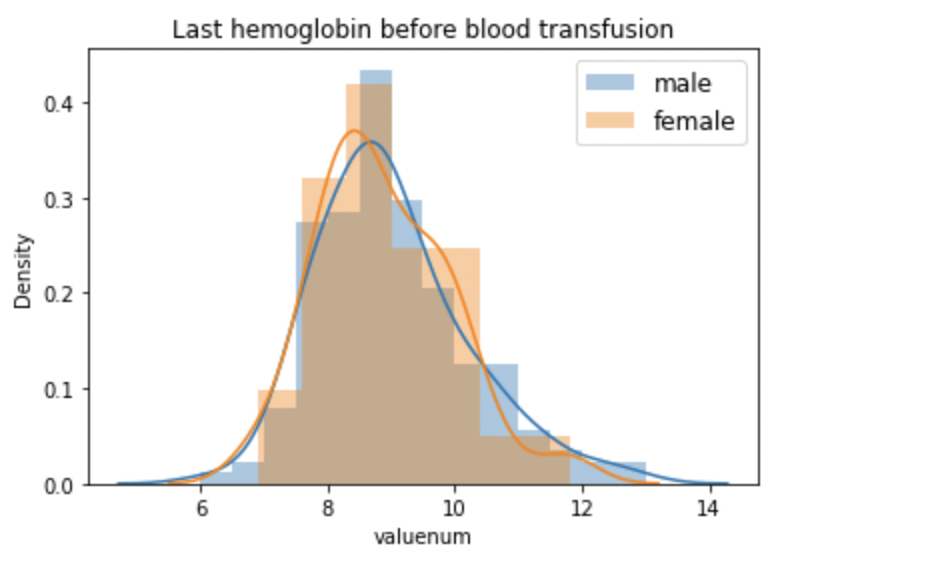 Last hemoglobin before blood transfusion
male
female
0.4
0.3
0.2
0.1
0.0
Density
6 8 10 12 14
valuenum